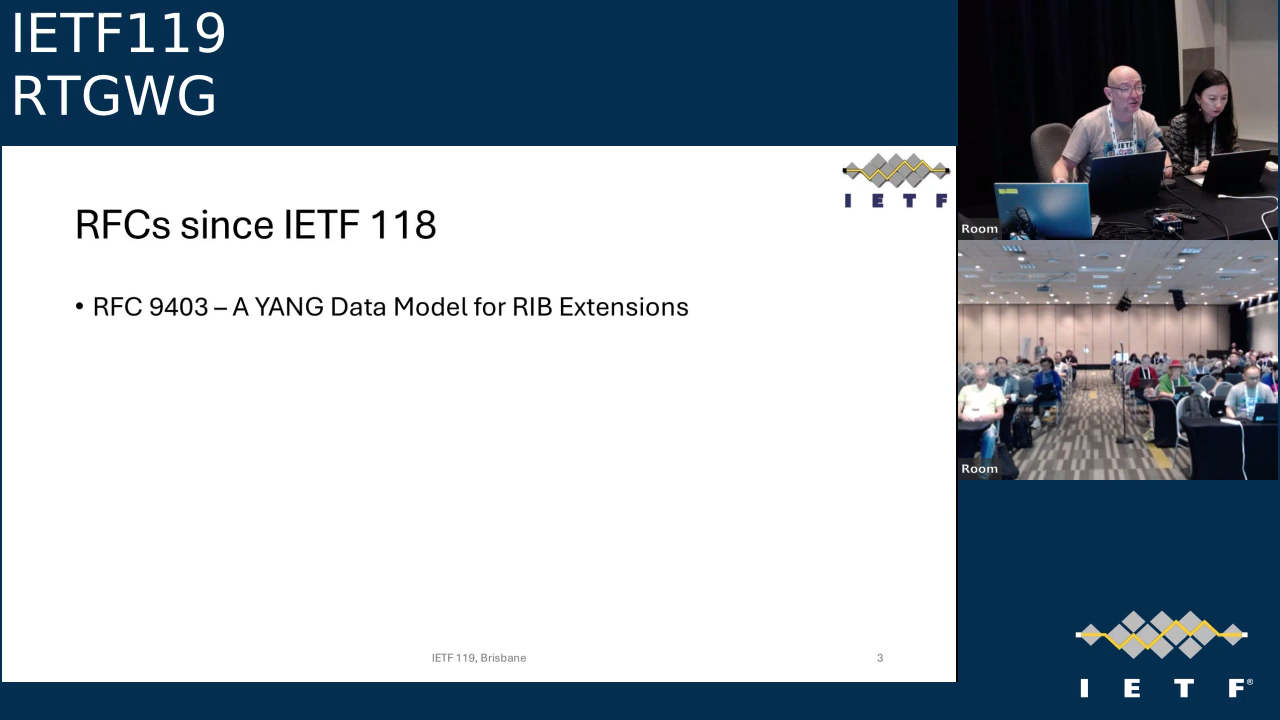 IETF119
RTGWG
I E T F
RFCs since IETF 118
• RFC 9403 – A YANG Data Model for RIB Extensions
IETF 119, Brisbane
3
IETF
Room
Room
I E T F®